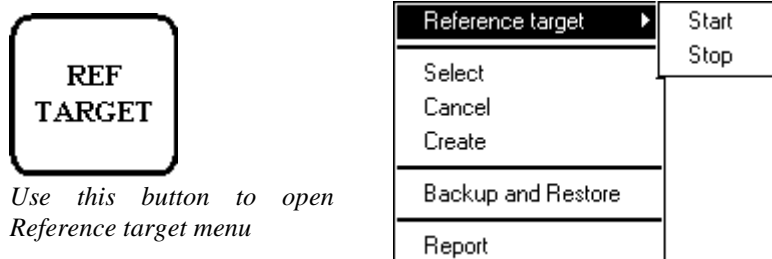 REF
TARGET
Use this button to open
Reference target menu
Reference target
Start
Stop
Select
Cancel
Create
Backup and Restore
Report